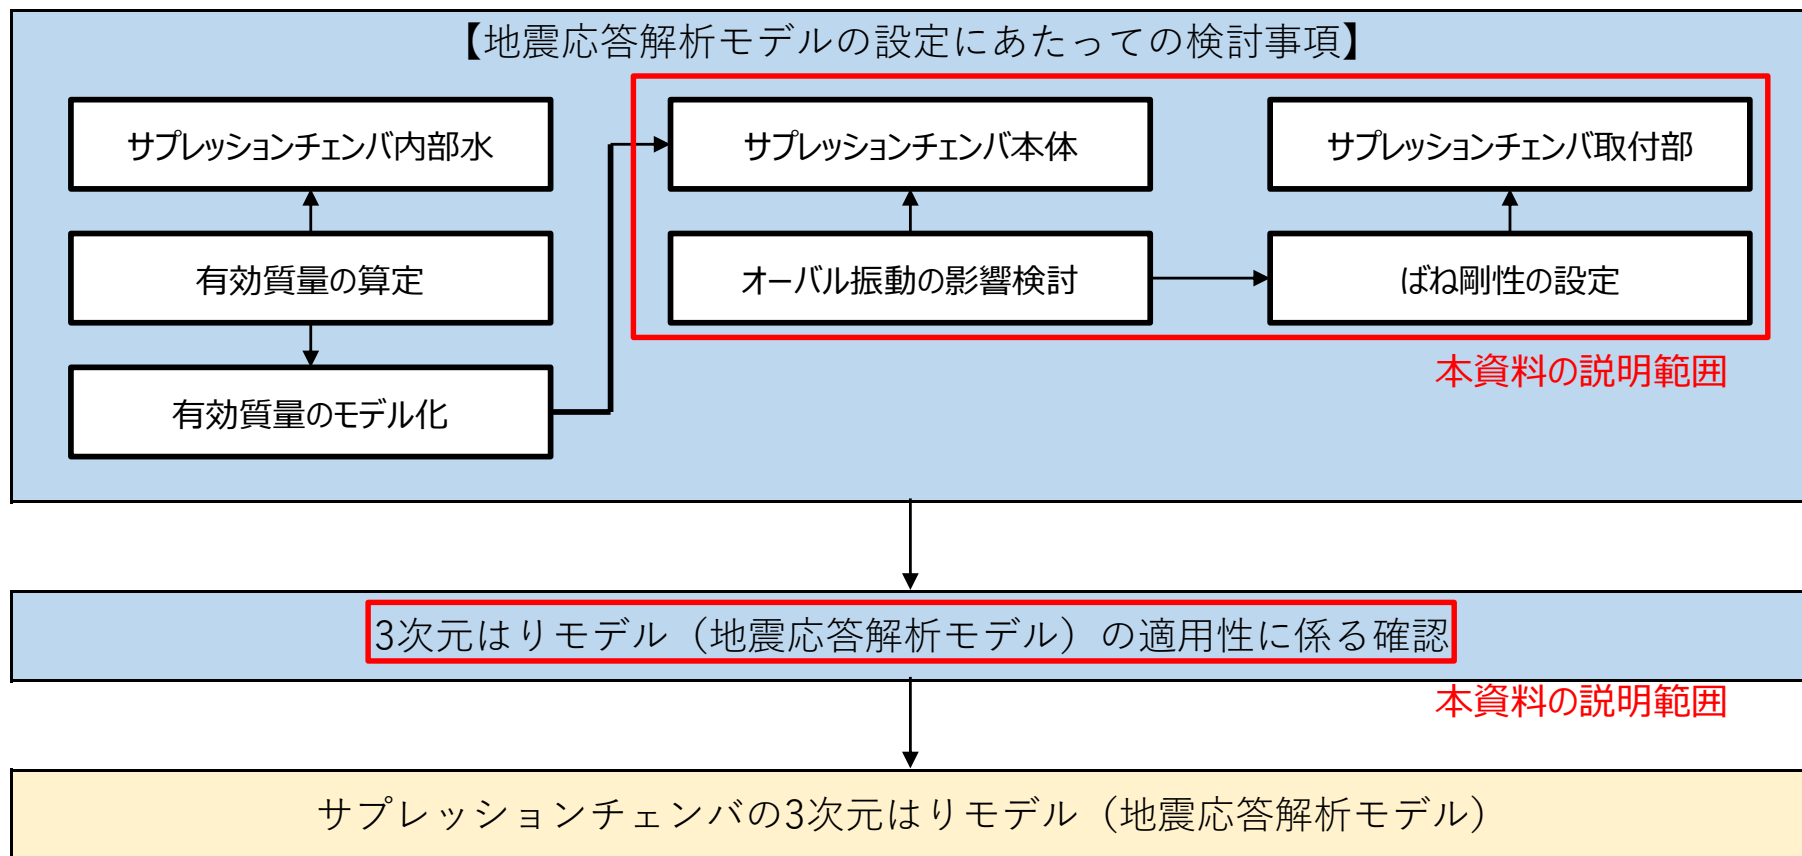 【地震応答解析モデルの設定にあたっての検討事項】
サプレッションチェンバ内部水
サプレッションチェンバ本体
サプレッションチェンバ取付部
有効質量の算定
オーバル振動の影響検討
ばね剛性の設定
本資料の説明範囲
有効質量のモデル化
3次元はりモデル（地震応答解析モデル）の適用性に係る確認
本資料の説明範囲
サプレッションチェンバの3次元はりモデル（地震応答解析モデル）